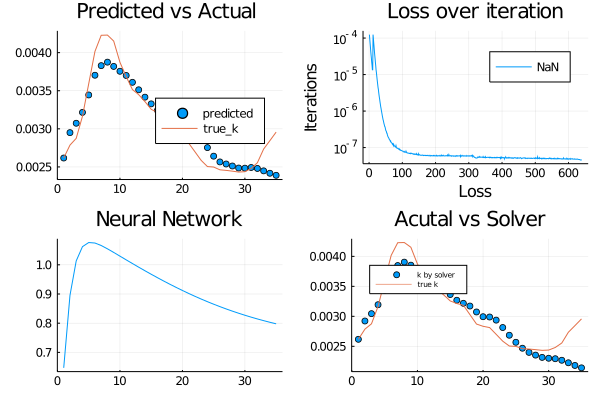 Predicted vs Actual
0.0040
0.0035
0.0030
0.0025
predicted
true_k
0 10 20 30
Loss over iteration
Iterations
10⁻⁴
10⁻⁵
10⁻⁶
10⁻⁷
NaN
0 100 200 300 400 500 600
Loss
Neural Network
1.0
0.9
0.8
0.7
0 10 20 30
Acutal vs Solver
0.0040
0.0035
0.0030
0.0025
k by solver
true k
0 10 20 30